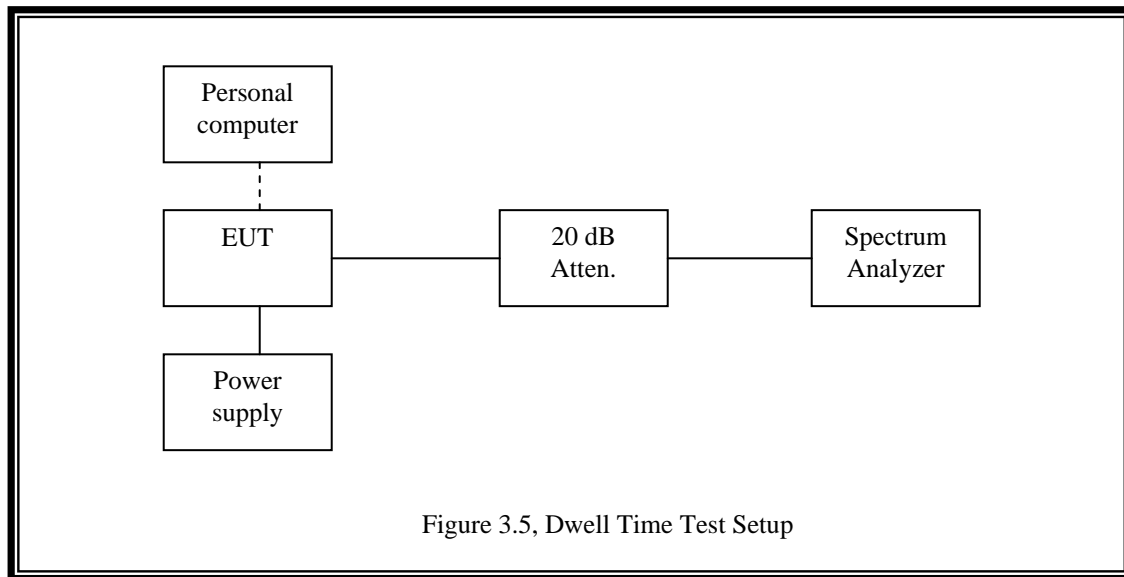 Personal
computer
EUT
20 dB
Atten.
Spectrum
Analyzer
Power
supply
Figure 3.5, Dwell Time Test Setup